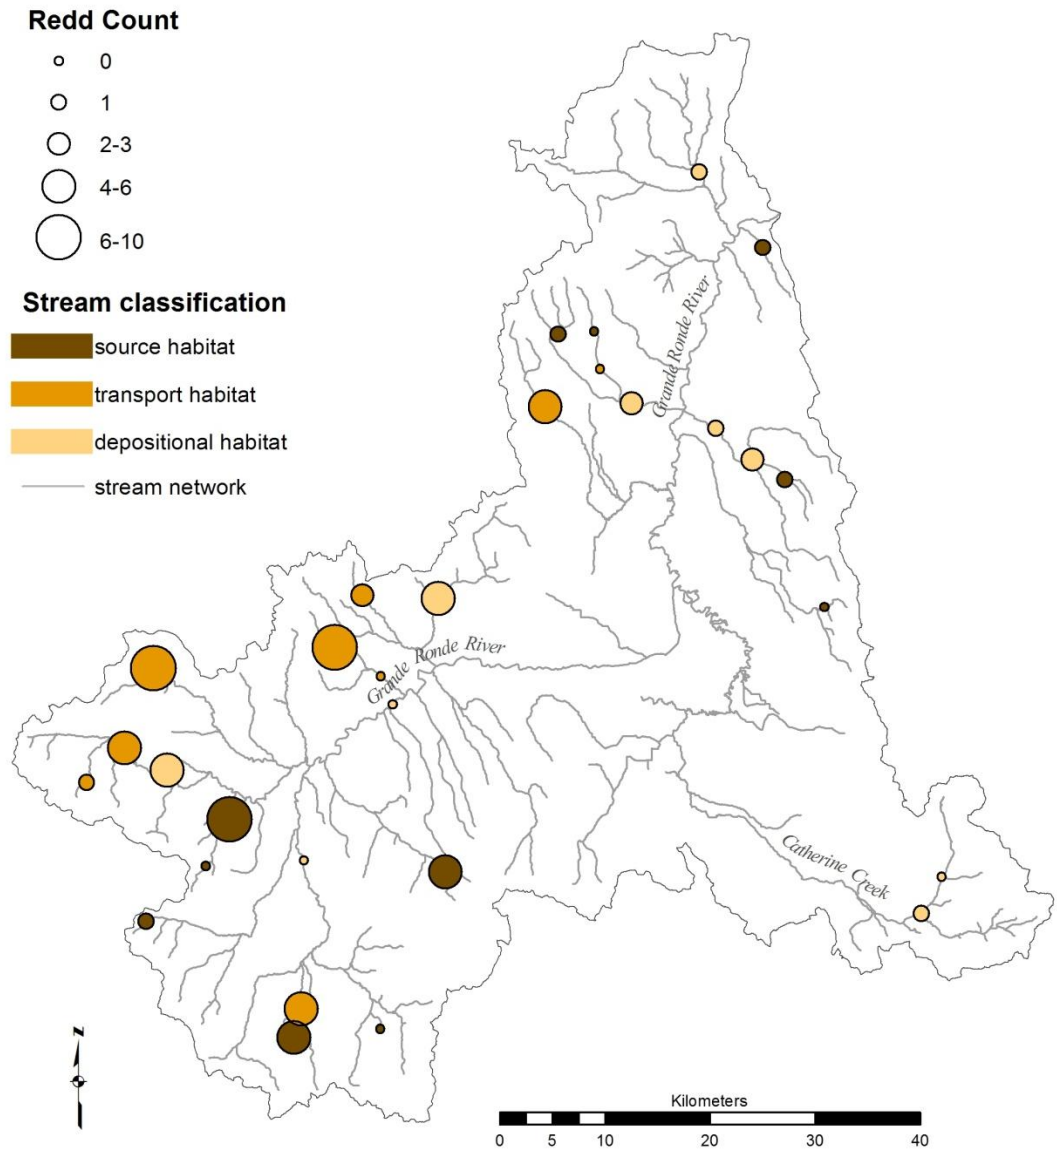 Redd Count
0
1
2-3
4-6
6-10
Stream classification
source habitat
transport habitat
depositional habitat
stream network
Grande Ronde River
Grande Ronde River
Catherine Creek
N
Kilometers
0 5 10 20 30 40